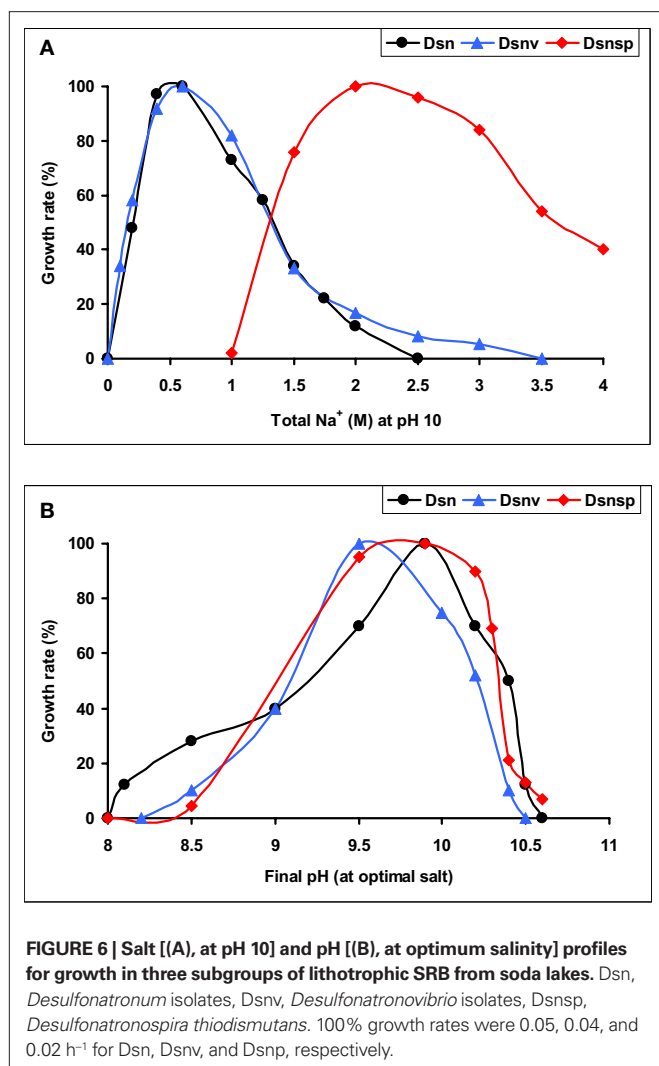 A
Dsn Dsnv Dsnsp
Growth rate (%)
100
80
60
40
20
0
0 0.5 1 1.5 2 2.5 3 3.5 4
Total Na⁺ (M) at pH 10
B
Dsn Dsnv Dsnsp
Growth rate (%)
100
80
60
40
20
0
8 8.5 9 9.5 10 10.5 11
Final pH (at optimal salt)
FIGURE 6 | Salt [(A), at pH 10] and pH [(B), at optimum salinity] profiles
for growth in three subgroups of lithotrophic SRB from soda lakes. Dsn,
Desulfonatronum isolates, Dsnv, Desulfonatronovibrio isolates, Dsnsp,
Desulfonatronospira thiodismutans. 100% growth rates were 0.05, 0.04, and
0.02 h⁻¹ for Dsn, Dsnv, and Dsnp, respectively.